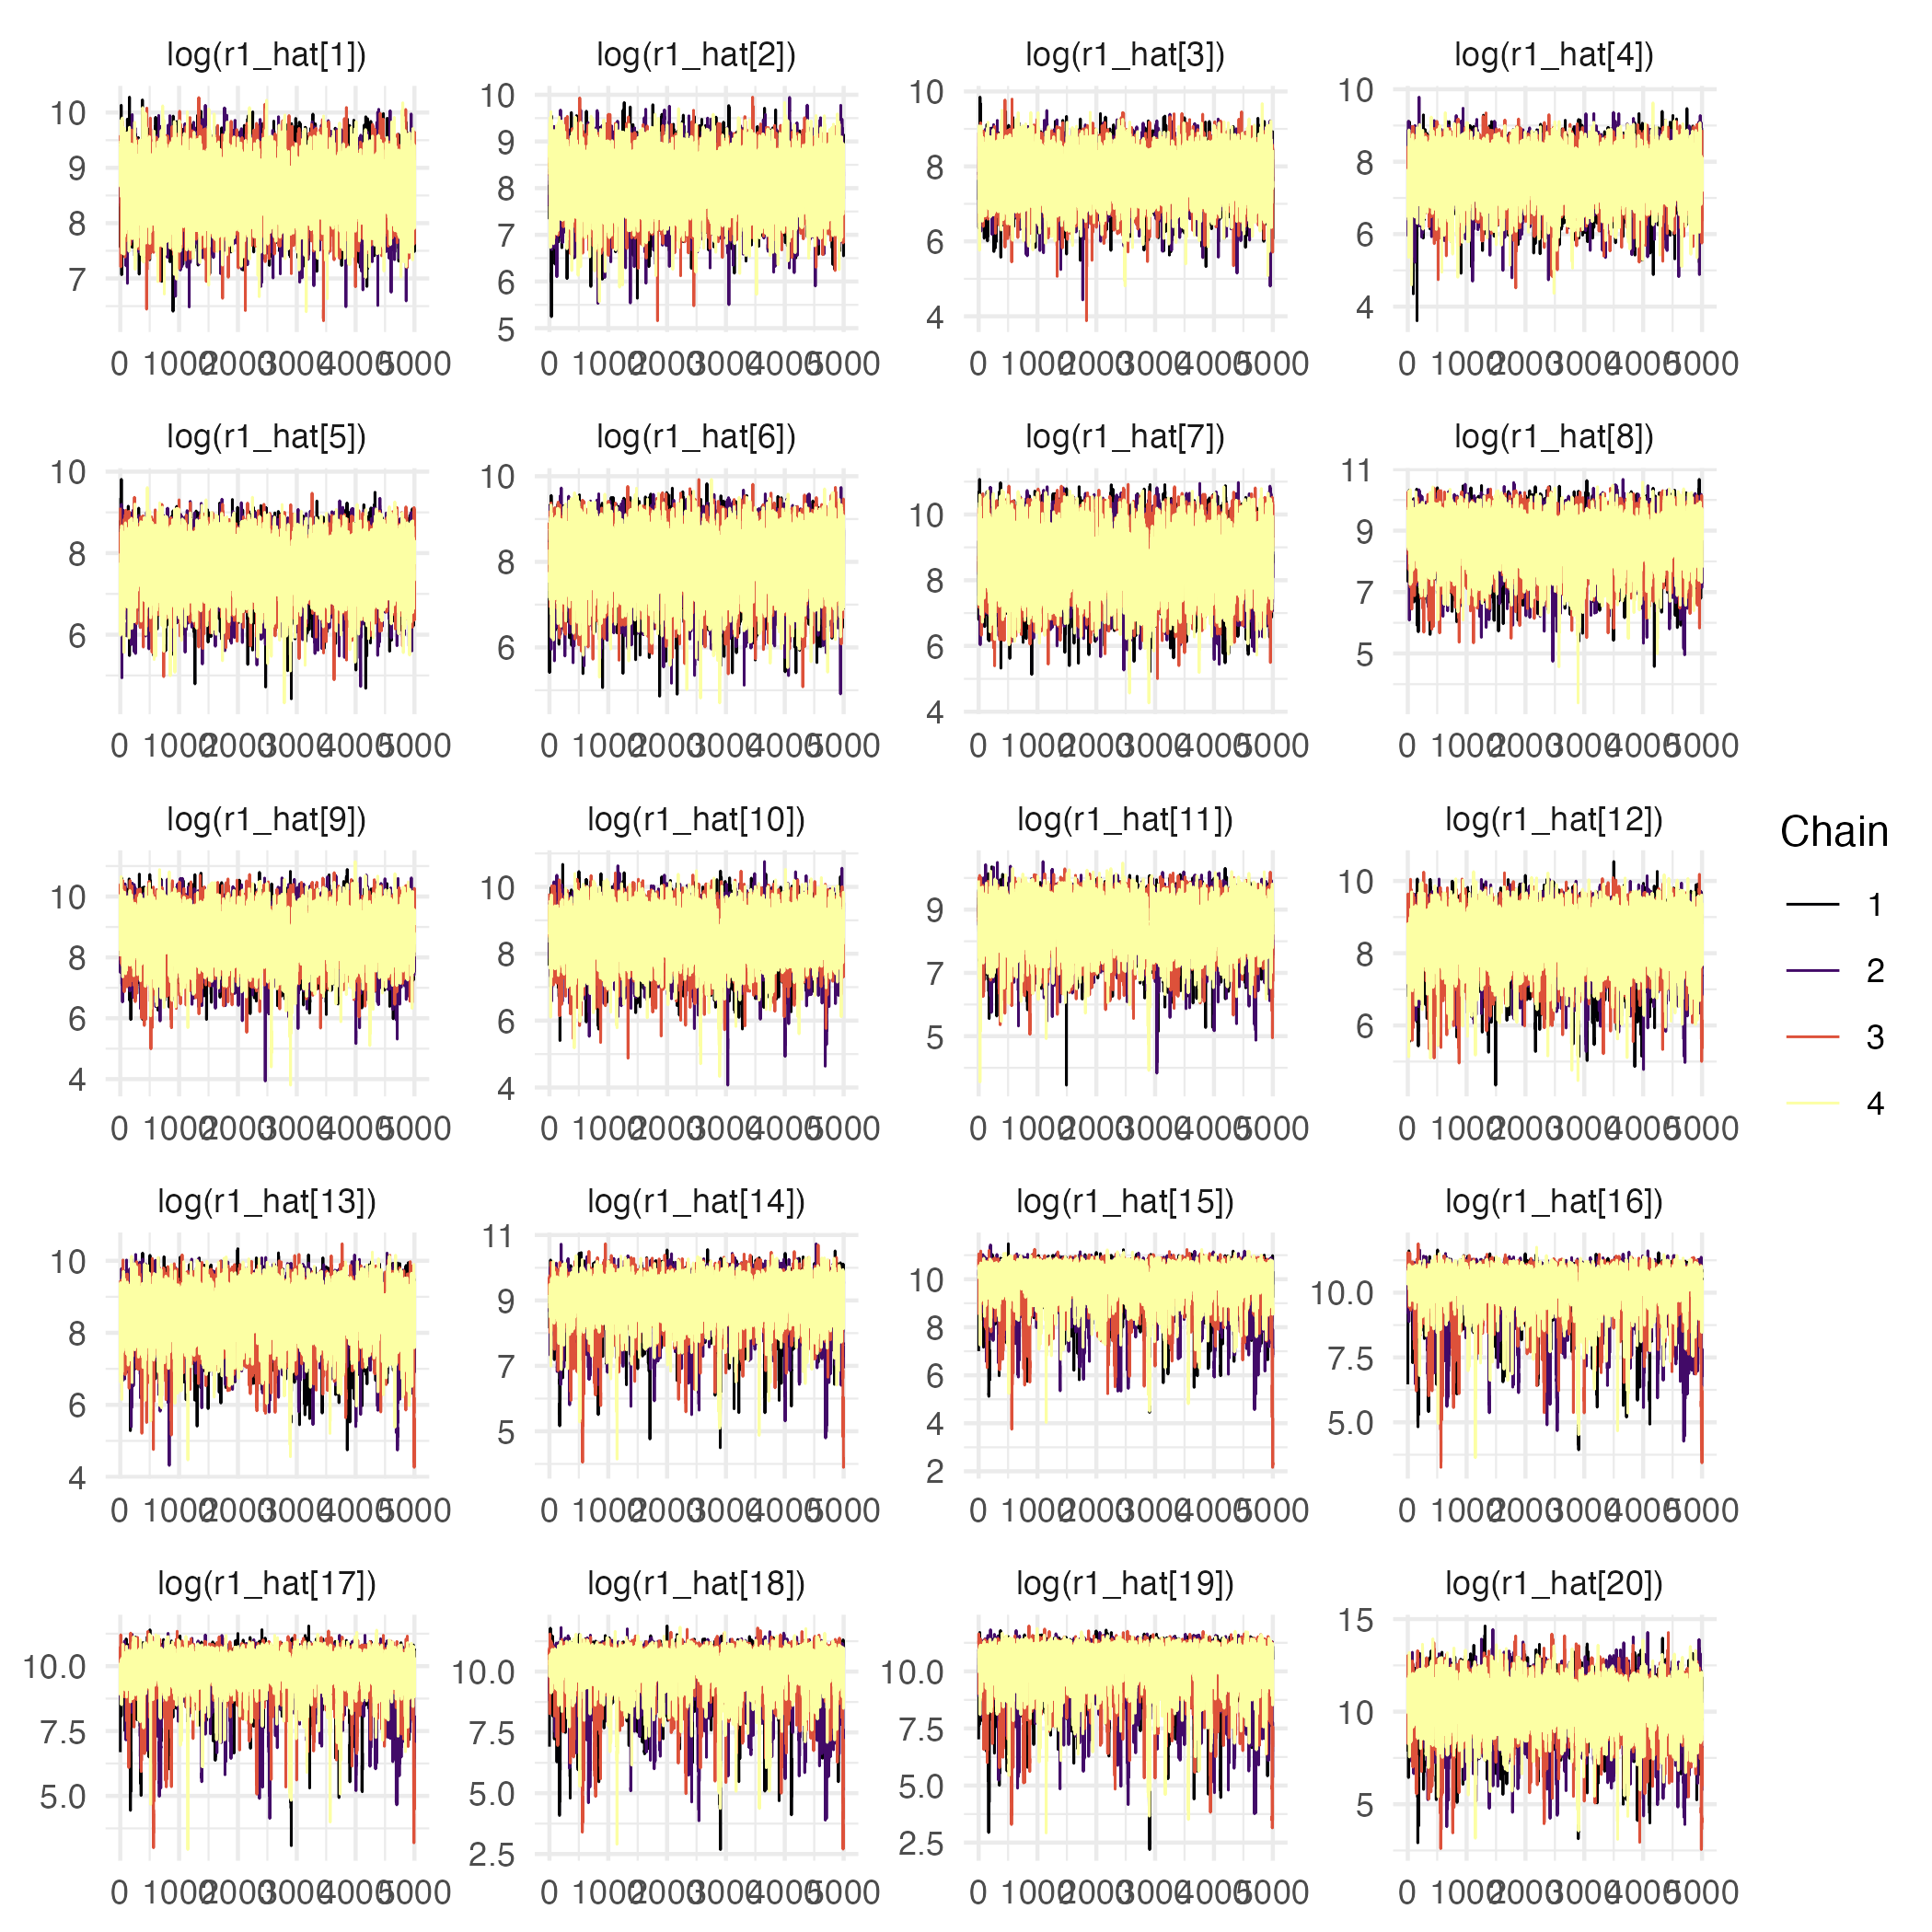 log(r1_hat[1]) log(r1_hat[2]) log(r1_hat[3]) log(r1_hat[4])
10 9 8 7
10 9 8 7 6 5
10 8 6 4
10 8 6 4
0 1000 2000 3000 4000 5000 0 1000 2000 3000 4000 5000 0 1000 2000 3000 4000 5000 0 1000 2000 3000 4000 5000
log(r1_hat[5]) log(r1_hat[6]) log(r1_hat[7]) log(r1_hat[8])
10 8 6
10 8 6
10 8 6 4
11 9 7 5
0 1000 2000 3000 4000 5000 0 1000 2000 3000 4000 5000 0 1000 2000 3000 4000 5000 0 1000 2000 3000 4000 5000
log(r1_hat[9]) log(r1_hat[10]) log(r1_hat[11]) log(r1_hat[12])
10 8 6 4
10 8 6 4
9 7 5
10 8 6
0 1000 2000 3000 4000 5000 0 1000 2000 3000 4000 5000 0 1000 2000 3000 4000 5000 0 1000 2000 3000 4000 5000
log(r1_hat[13]) log(r1_hat[14]) log(r1_hat[15]) log(r1_hat[16])
10 8 6 4
11 9 7 5
10 8 6 4 2
10.0 7.5 5.0
0 1000 2000 3000 4000 5000 0 1000 2000 3000 4000 5000 0 1000 2000 3000 4000 5000 0 1000 2000 3000 4000 5000
log(r1_hat[17]) log(r1_hat[18]) log(r1_hat[19]) log(r1_hat[20])
10.0 7.5 5.0
10.0 7.5 5.0 2.5
10.0 7.5 5.0 2.5
15 10 5
0 1000 2000 3000 4000 5000 0 1000 2000 3000 4000 5000 0 1000 2000 3000 4000 5000 0 1000 2000 3000 4000 5000
Chain
1
2
3
4